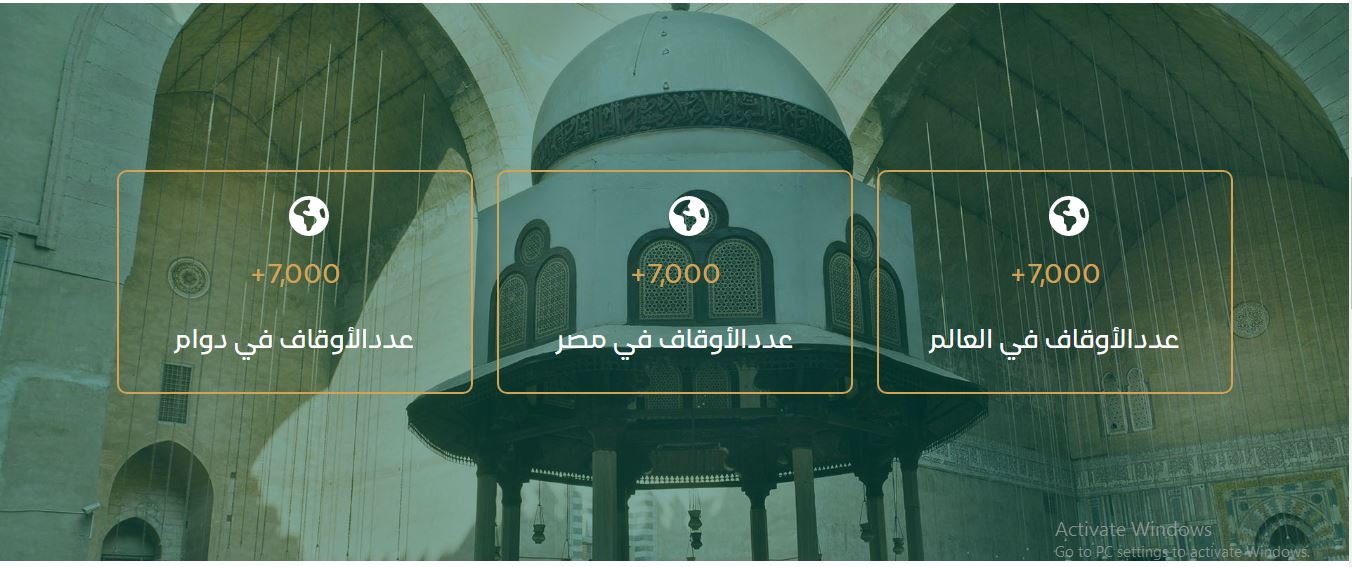 +7,000
عددالأوقاف في العالم
+7,000
عددالأوقاف في مصر
+7,000
عددالأوقاف في دوام
Activate Windows
Go to PC settings to activate Windows.